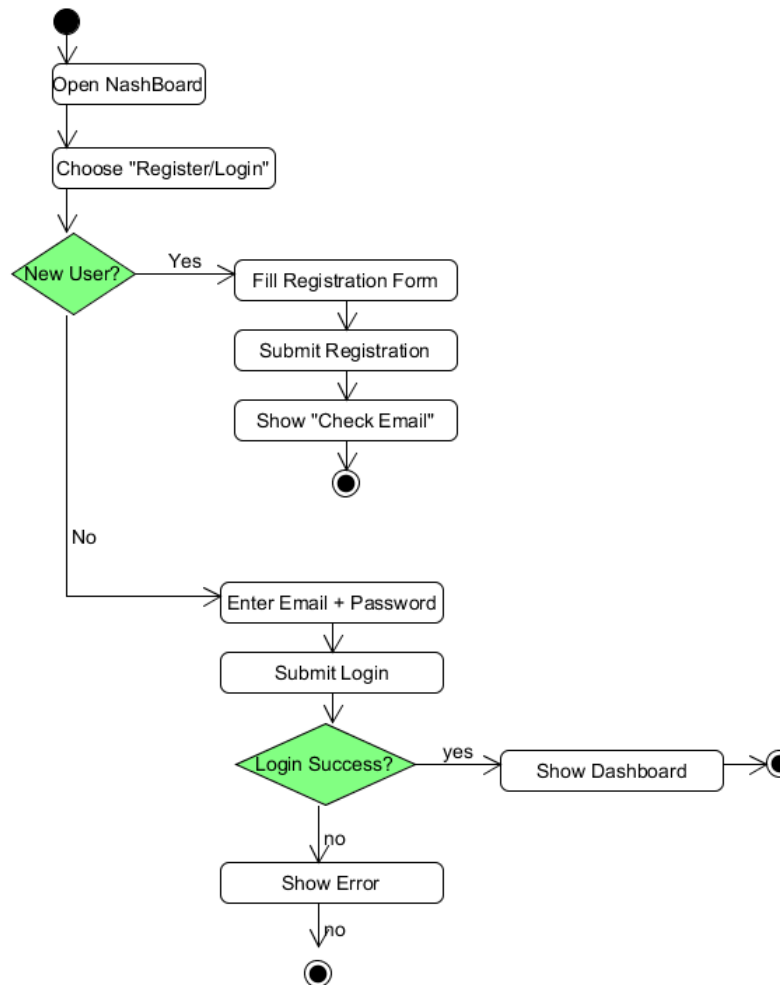 Open NashBoard
Choose "Register/Login"
New User?
Yes
Fill Registration Form
Submit Registration
Show "Check Email"
No
Enter Email + Password
Submit Login
Login Success?
yes
Show Dashboard
no
Show Error
no